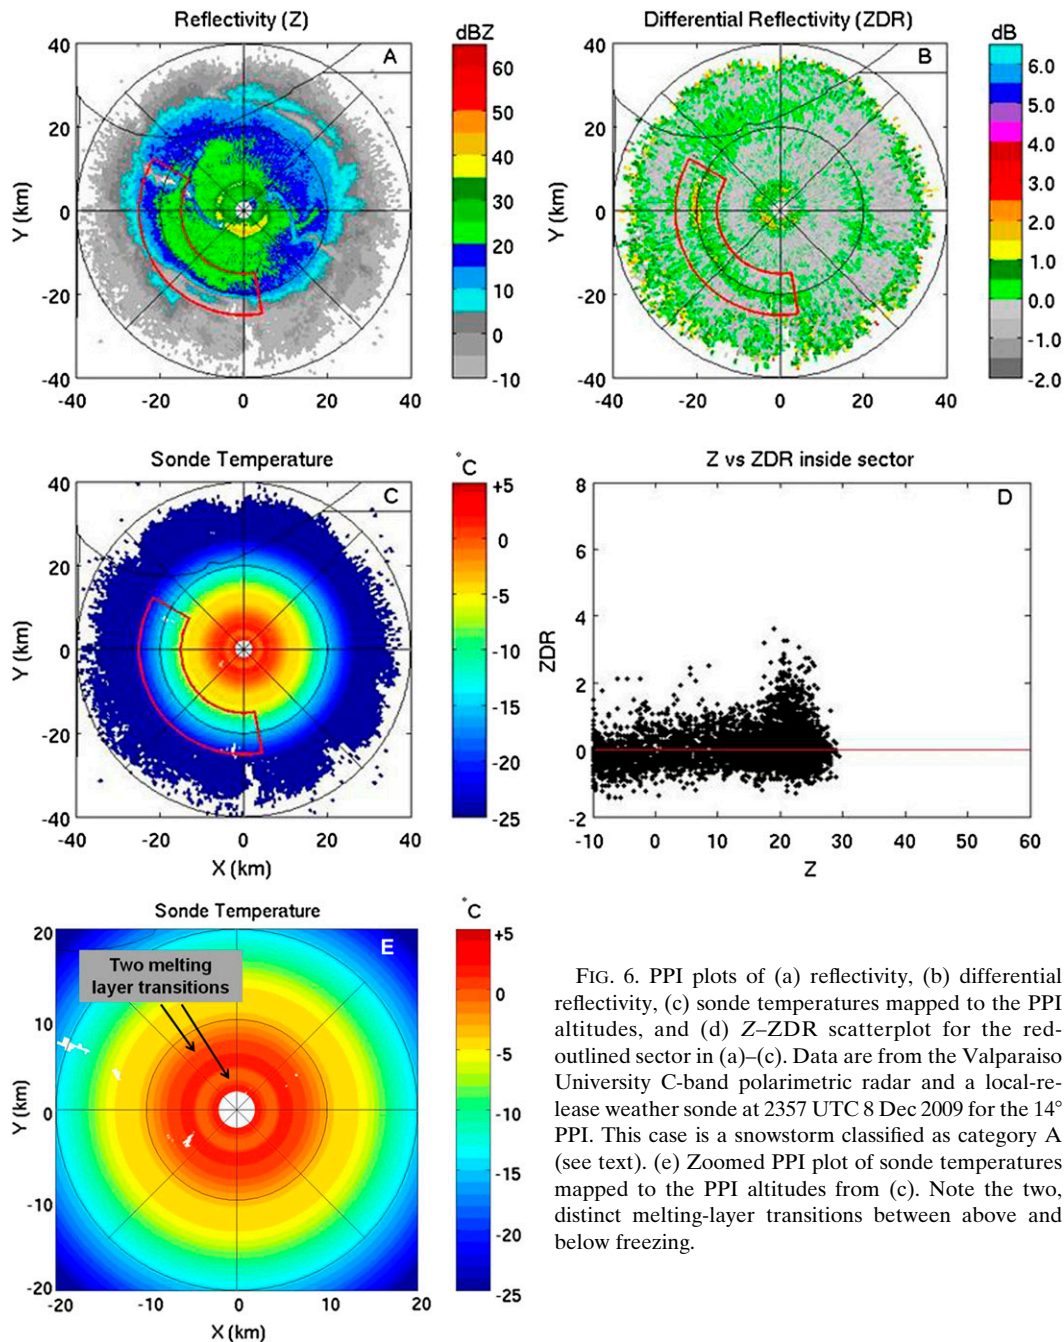 Reflectivity (Z)
dBZ
A
40
20
0
-20
-40
Y (km)
-40 -20 0 20 40
60
50
40
30
20
10
0
-10
Differential Reflectivity (ZDR)
dB
B
40
20
0
-20
-40
Y (km)
-40 -20 0 20 40
6.0
5.0
4.0
3.0
2.0
1.0
0.0
-1.0
-2.0
Sonde Temperature
°C
C
40
20
0
-20
-40
Y (km)
-40 -20 0 20 40
X (km)
+5
0
-5
-10
-15
-20
-25
Z vs ZDR inside sector
D
8
6
4
2
0
-2
ZDR
-10 0 10 20 30 40 50 60
Z
Sonde Temperature
°C
E
Two melting
layer transitions
20
10
0
-10
-20
Y (km)
-20 -10 0 10 20
X (km)
+5
0
-5
-10
-15
-20
-25
FIG. 6. PPI plots of (a) reflectivity, (b) differential
reflectivity, (c) sonde temperatures mapped to the PPI
altitudes, and (d) Z–ZDR scatterplot for the red-
outlined sector in (a)–(c). Data are from the Valparaiso
University C-band polarimetric radar and a local-re-
lease weather sonde at 2357 UTC 8 Dec 2009 for the 14°
PPI. This case is a snowstorm classified as category A
(see text). (e) Zoomed PPI plot of sonde temperatures
mapped to the PPI altitudes from (c). Note the two,
distinct melting-layer transitions between above and
below freezing.